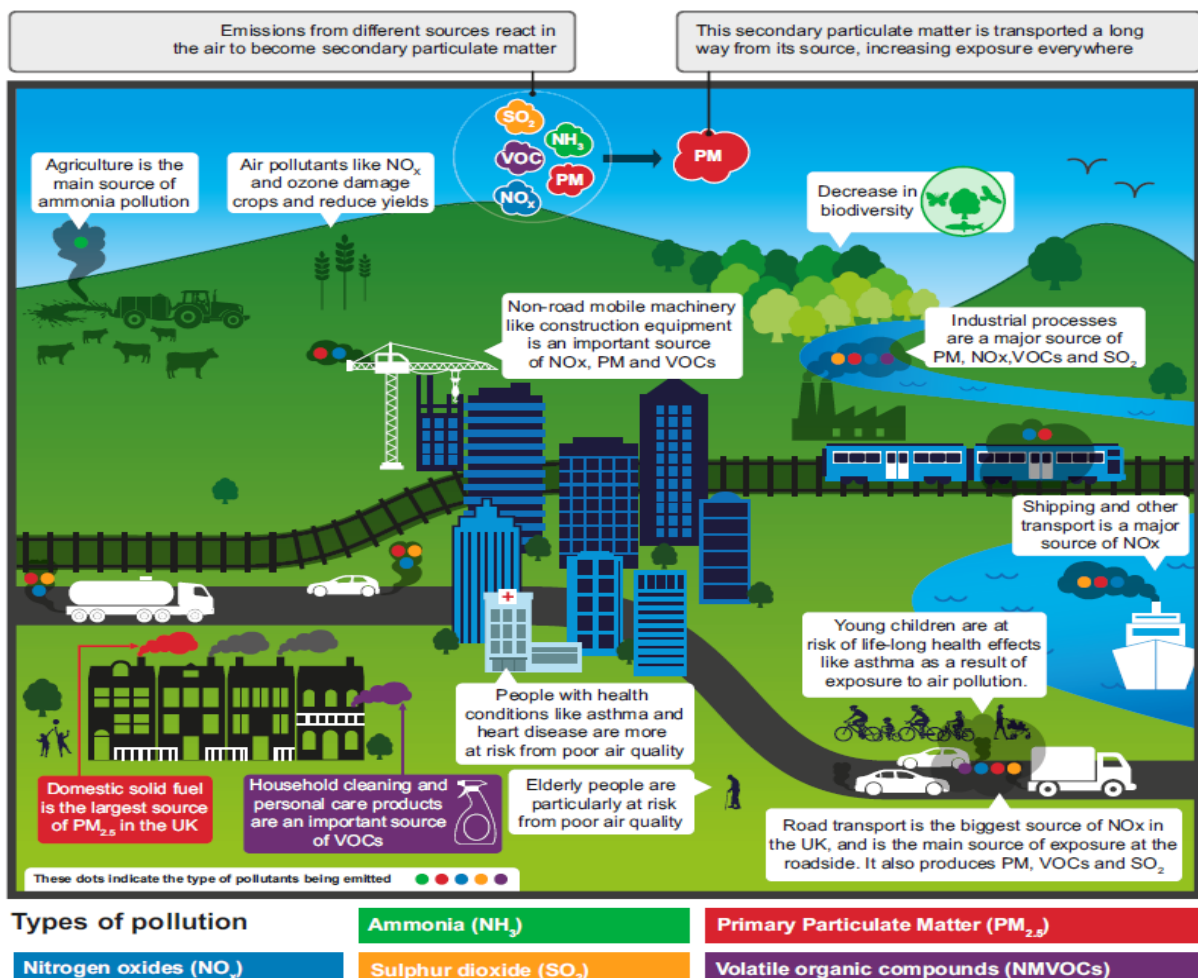 Emissions from different sources react in
the air to become secondary particulate matter
This secondary particulate matter is transported a long
way from its source, increasing exposure everywhere
SO₂
NH₃
VOC
PM
NOₓ
PM
Agriculture is the
main source of
ammonia pollution
Air pollutants like NOₓ
and ozone damage
crops and reduce yields
Decrease in
biodiversity
Non-road mobile machinery
like construction equipment
is an important source
of NOx, PM and VOCs
Industrial processes
are a major source of
PM, NOx,VOCs and SO₂
Shipping and other
transport is a major
source of NOx
Young children are at
risk of life-long health effects
like asthma as a result of
exposure to air pollution.
People with health
conditions like asthma and
heart disease are more
at risk from poor air quality
Domestic solid fuel
is the largest source
of PM₂.₅ in the UK
Household cleaning and
personal care products
are an important source
of VOCs
Elderly people are
particularly at risk
from poor air quality
Road transport is the biggest source of NOx in
the UK, and is the main source of exposure at the
roadside. It also produces PM, VOCs and SO₂
These dots indicate the type of pollutants being emitted
Types of pollution
Ammonia (NH₃)
Primary Particulate Matter (PM₂.₅)
Nitrogen oxides (NOₓ)
Sulphur dioxide (SO₂)
Volatile organic compounds (NMVOCs)